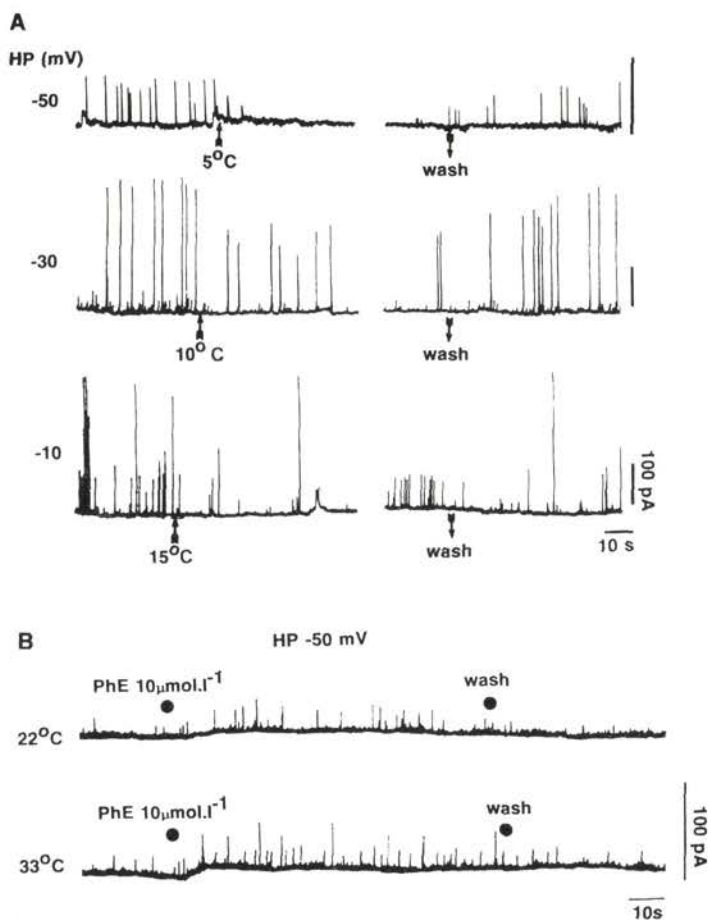 A
HP (mV)
-50
5°C
wash
-30
10°C
wash
-10
15°C
wash
100 pA
10 s
B
HP -50 mV
PhE 10µmol.l⁻¹
wash
22°C
PhE 10µmol.l⁻¹
wash
33°C
100 pA
10s